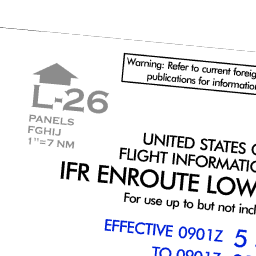 Warning: Refer to current foreig
publications for information
L-26
PANELS
FGHIJ
1"=7 NM
UNITED STATES
FLIGHT INFORMATIO
IFR ENROUTE LOW
For use up to but not incl
EFFECTIVE 0901Z 5
TO 0901Z